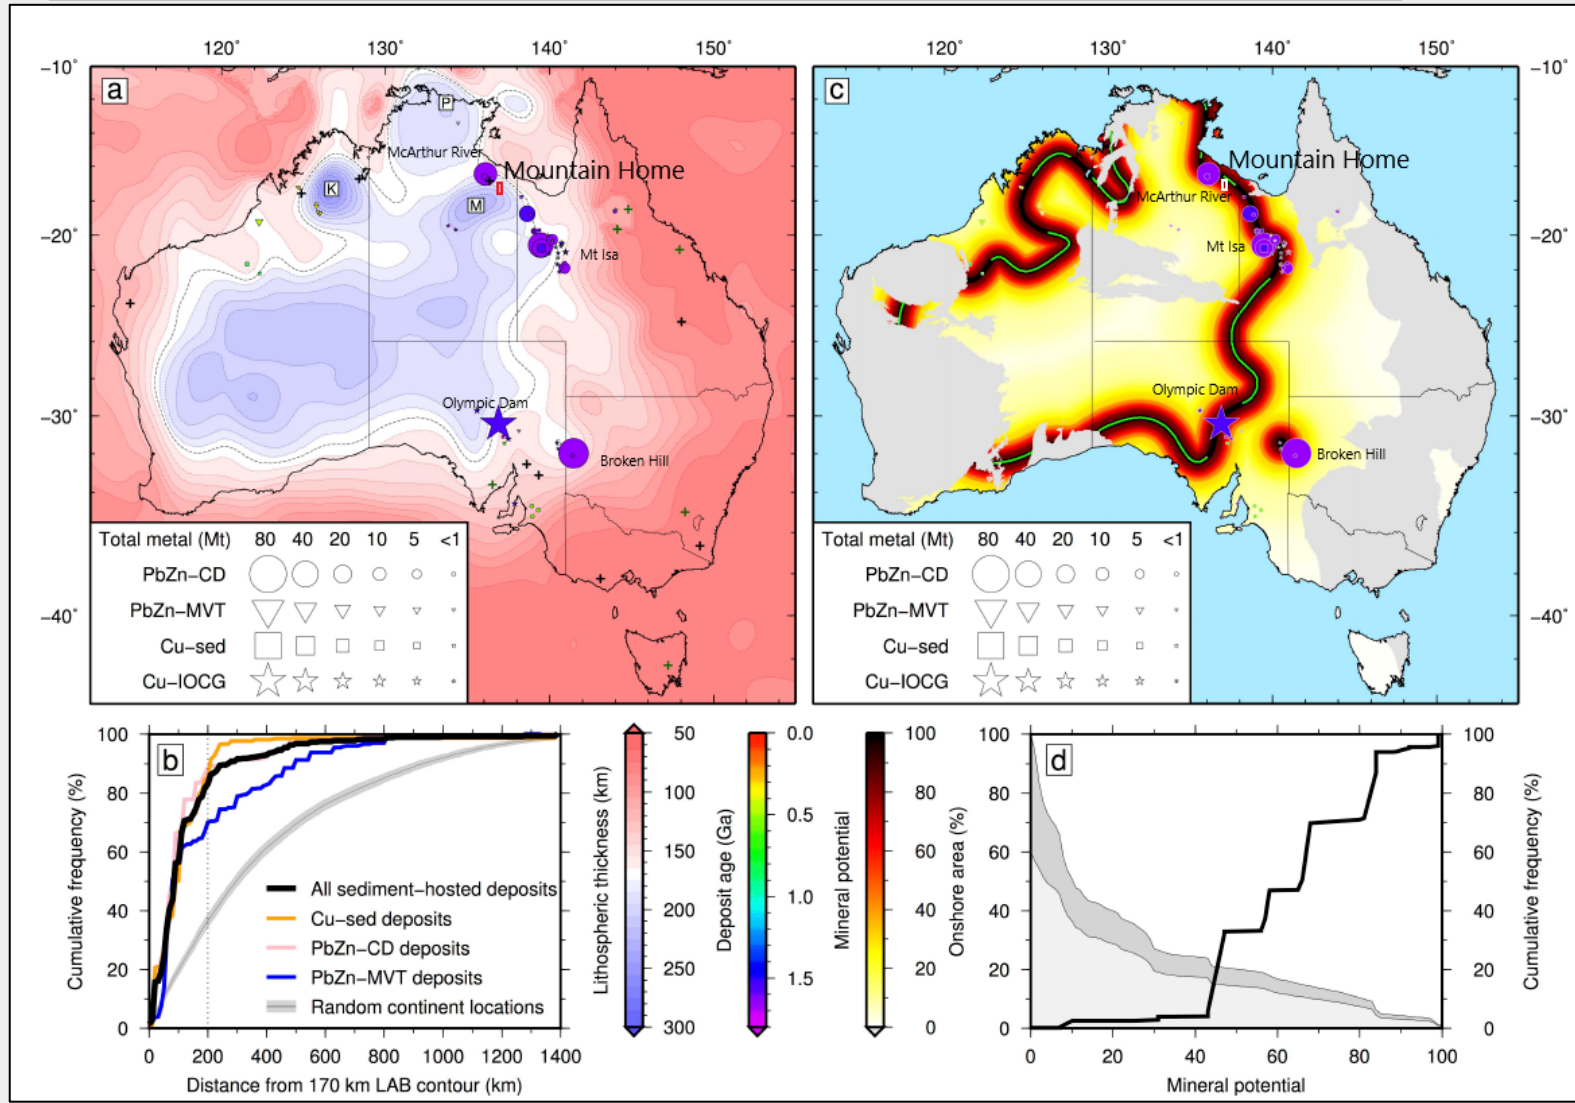 120° 130° 140° 150°
−10°
−20°
−30°
−40°
a
P
K
M
McArthur River
Mountain Home
Mt Isa
Olympic Dam
Broken Hill
Total metal (Mt) 80 40 20 10 5 <1
PbZn−CD
PbZn−MVT
Cu−sed
Cu−IOCG
120° 130° 140° 150°
−10°
−20°
−30°
−40°
c
Mountain Home
McArthur River
Mt Isa
Olympic Dam
Broken Hill
Total metal (Mt) 80 40 20 10 5 <1
PbZn−CD
PbZn−MVT
Cu−sed
Cu−IOCG
b
Cumulative frequency (%)
100
80
60
40
20
0
All sediment−hosted deposits
Cu−sed deposits
PbZn−CD deposits
PbZn−MVT deposits
Random continent locations
0 200 400 600 800 1000 1200 1400
Distance from 170 km LAB contour (km)
Lithospheric thickness (km)
50
100
150
200
250
300
Deposit age (Ga)
0.0
0.5
1.0
1.5
Mineral potential
100
80
60
40
20
0
d
Onshore area (%)
100
80
60
40
20
0
100
80
60
40
20
0
Cumulative frequency (%)
0 20 40 60 80 100
Mineral potential